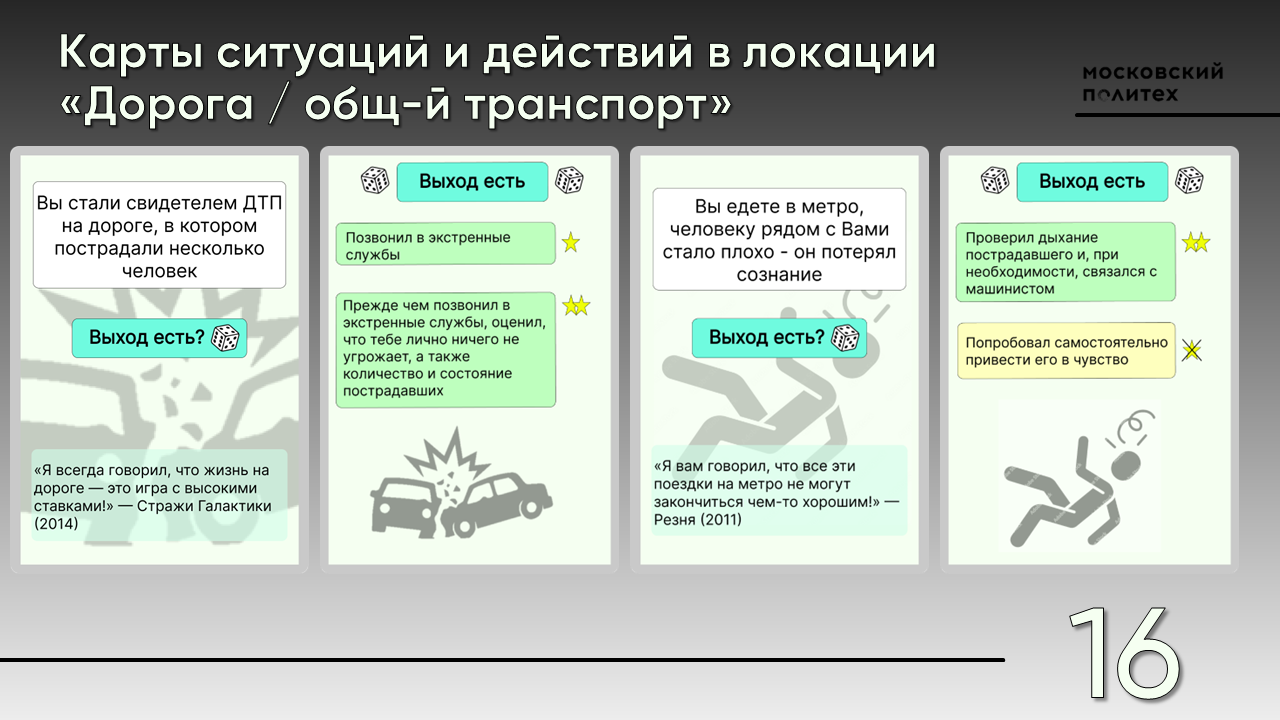 Карты ситуаций и действий в локации
«Дорога / общ-й транспорт»
московский
политех
Вы стали свидетелем ДТП
на дороге, в котором
пострадали несколько
человек
Выход есть?
«Я всегда говорил, что жизнь на
дороге — это игра с высокими
ставками!» — Стражи Галактики
(2014)
Выход есть
Позвонил в экстренные
службы
Прежде чем позвонил в
экстренные службы, оценил,
что тебе лично ничего не
угрожает, а также
количество и состояние
пострадавших
Вы едете в метро,
человеку рядом с Вами
стало плохо - он потерял
сознание
Выход есть?
«Я вам говорил, что все эти
поездки на метро не могут
закончиться чем-то хорошим!» —
Резня (2011)
Выход есть
Проверил дыхание
пострадавшего и, при
необходимости, связался с
машинистом
Попробовал самостоятельно
привести его в чувство
16